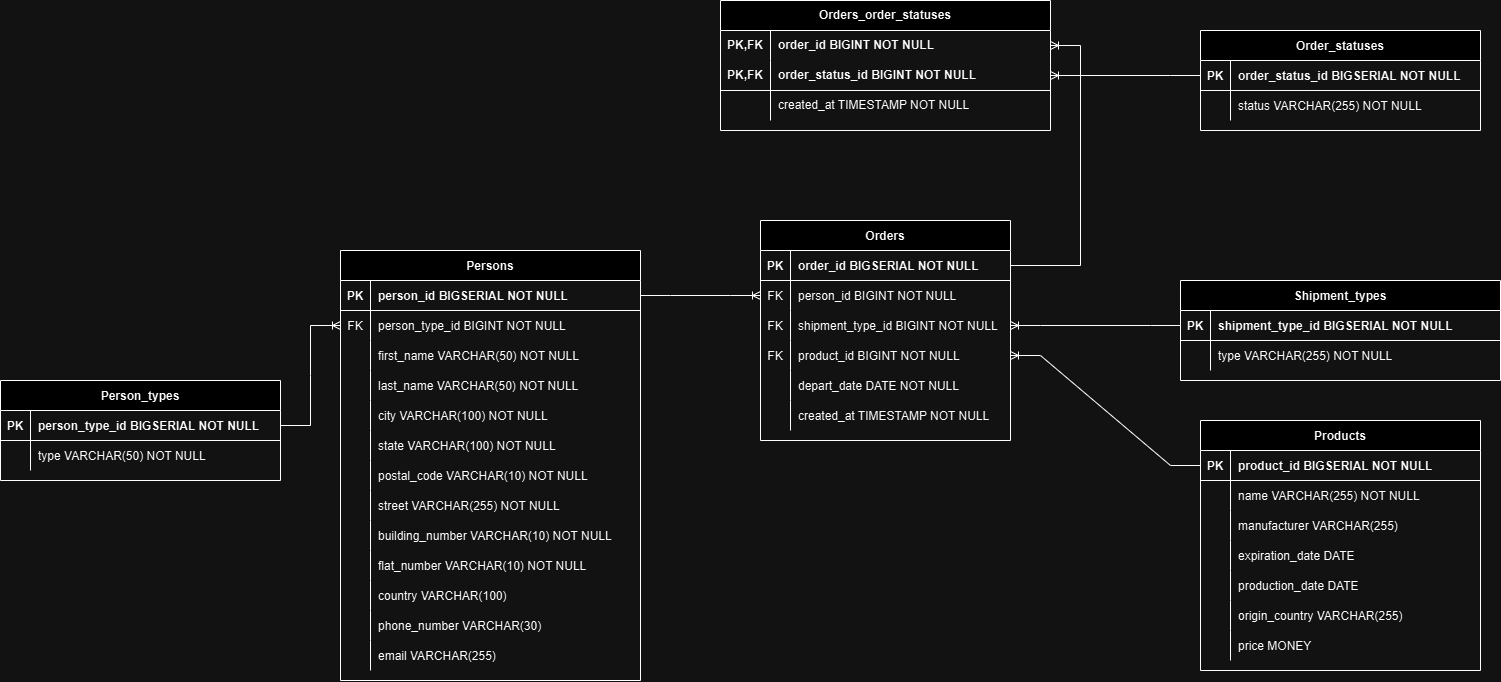 Orders_order_statuses
PK,FK order_id BIGINT NOT NULL
PK,FK order_status_id BIGINT NOT NULL
created_at TIMESTAMP NOT NULL
Order_statuses
PK order_status_id BIGSERIAL NOT NULL
status VARCHAR(255) NOT NULL
Orders
PK order_id BIGSERIAL NOT NULL
FK person_id BIGINT NOT NULL
FK shipment_type_id BIGINT NOT NULL
FK product_id BIGINT NOT NULL
depart_date DATE NOT NULL
created_at TIMESTAMP NOT NULL
Persons
PK person_id BIGSERIAL NOT NULL
FK person_type_id BIGINT NOT NULL
first_name VARCHAR(50) NOT NULL
last_name VARCHAR(50) NOT NULL
city VARCHAR(100) NOT NULL
state VARCHAR(100) NOT NULL
postal_code VARCHAR(10) NOT NULL
street VARCHAR(255) NOT NULL
building_number VARCHAR(10) NOT NULL
flat_number VARCHAR(10) NOT NULL
country VARCHAR(100)
phone_number VARCHAR(30)
email VARCHAR(255)
Shipment_types
PK shipment_type_id BIGSERIAL NOT NULL
type VARCHAR(255) NOT NULL
Person_types
PK person_type_id BIGSERIAL NOT NULL
type VARCHAR(50) NOT NULL
Products
PK product_id BIGSERIAL NOT NULL
name VARCHAR(255) NOT NULL
manufacturer VARCHAR(255)
expiration_date DATE
production_date DATE
origin_country VARCHAR(255)
price MONEY